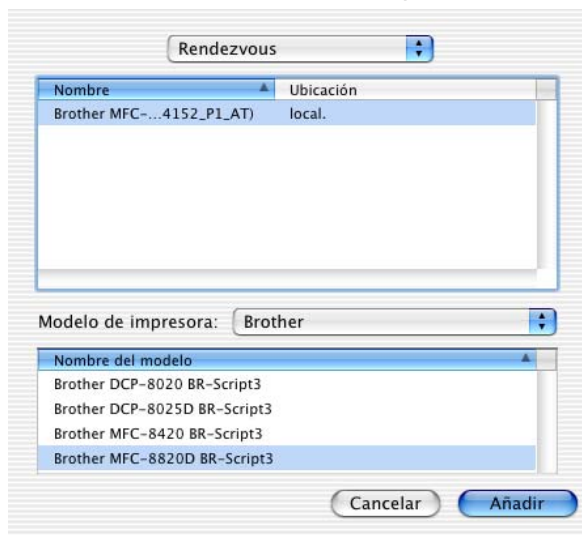 Rendezvous
Nombre Ubicación
Brother MFC-...4152_P1_AT) local.
Modelo de impresora: Brother
Nombre del modelo
Brother DCP-8020 BR-Script3
Brother DCP-8025D BR-Script3
Brother MFC-8420 BR-Script3
Brother MFC-8820D BR-Script3
Cancelar Añadir